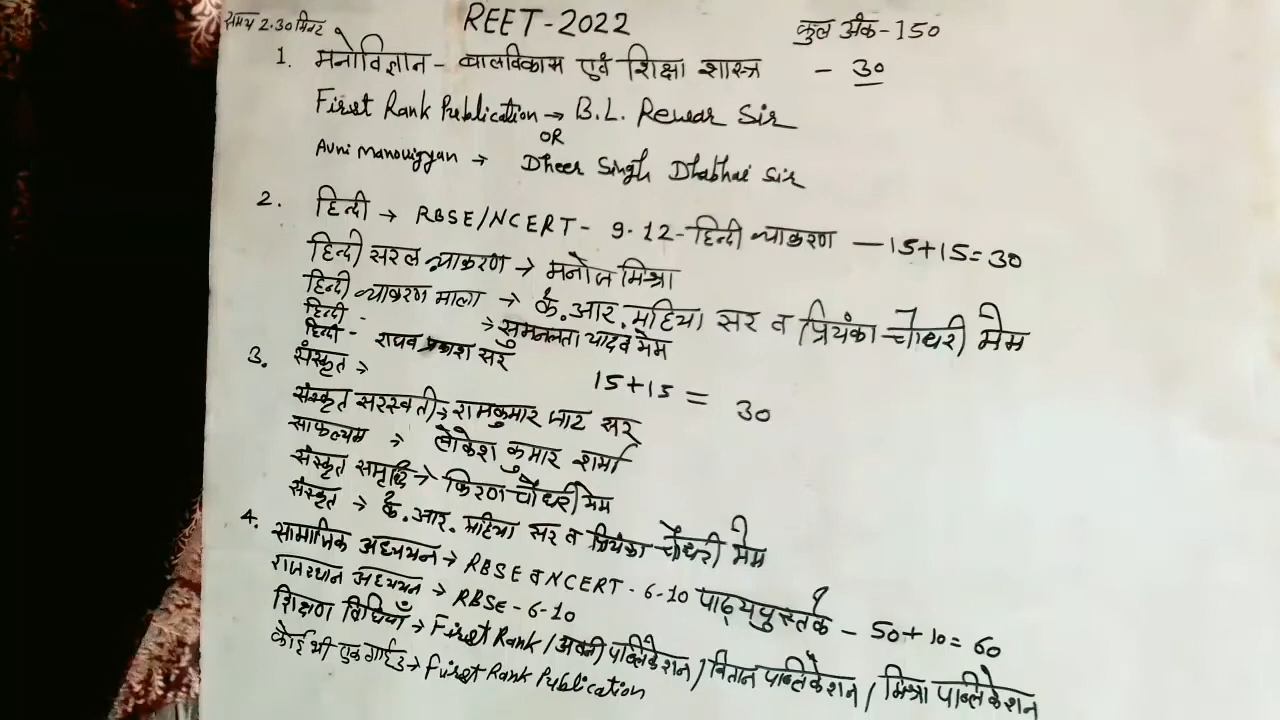 समय 2.30 मिनट REET-2022 कुल अंक-150
1. मनोविज्ञान - बालविकास एवं शिक्षा शास्त्र - 30
First Rank Publication → B.L. Rewar Sir
OR
Avni Manovigyan → Dheer Singh Dhabhai Sir
2. हिन्दी → RBSE/NCERT- 9-12-हिन्दी व्याकरण —15+15=30
हिन्दी सरल व्याकरण → मनोज मिश्रा
हिन्दी व्याकरण माला → के.आर. महिया सर व प्रियंका चौधरी मैम
हिन्दी - → सुमनलता यादव मैम
हिन्दी - राघव प्रकाश सर
3. संस्कृत → 15+15 = 30
संस्कृत सरस्वती → रामकुमार जाट सर
साफल्यम → लोकेश कुमार शर्मा
संस्कृत समृद्धि → किरण चौधरी मैम
संस्कृत → के.आर. महिया सर व प्रियंका चौधरी मैम
4. सामाजिक अध्ययन → RBSE व NCERT-6-10 पाठ्यपुस्तकें - 50+10=60
राजस्थान अध्ययन → RBSE-6-10
शिक्षण विधियाँ → First Rank/अवनी पब्लिकेशन/वितान पब्लिकेशन/मिश्रा पब्लिकेशन
कोई भी एक गाईड → First Rank Publication